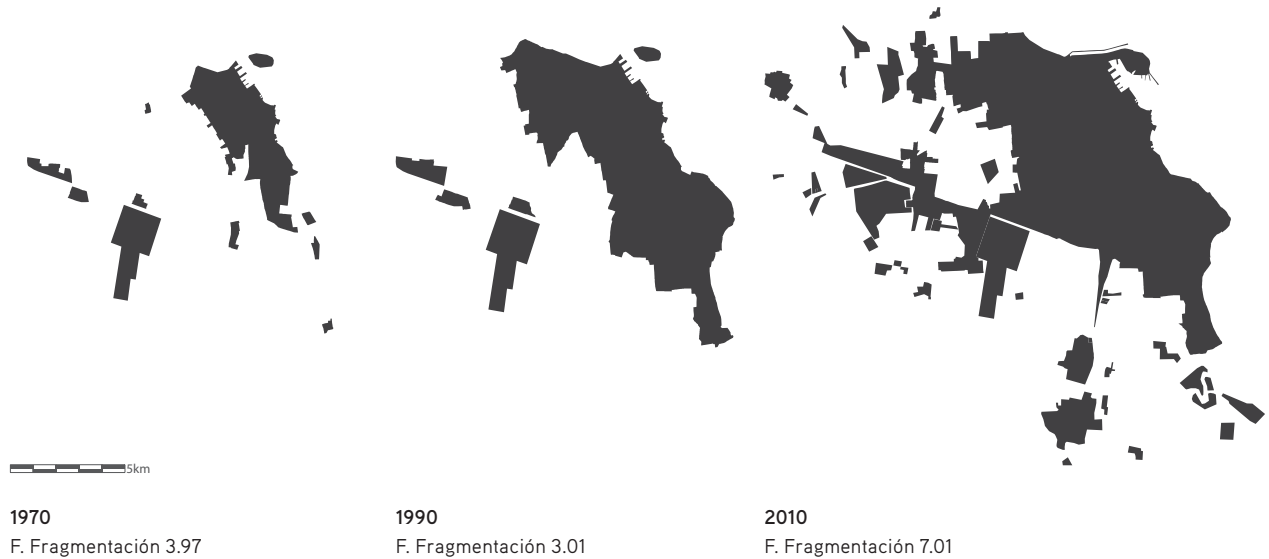 5km
1970
F. Fragmentación 3.97
1990
F. Fragmentación 3.01
2010
F. Fragmentación 7.01